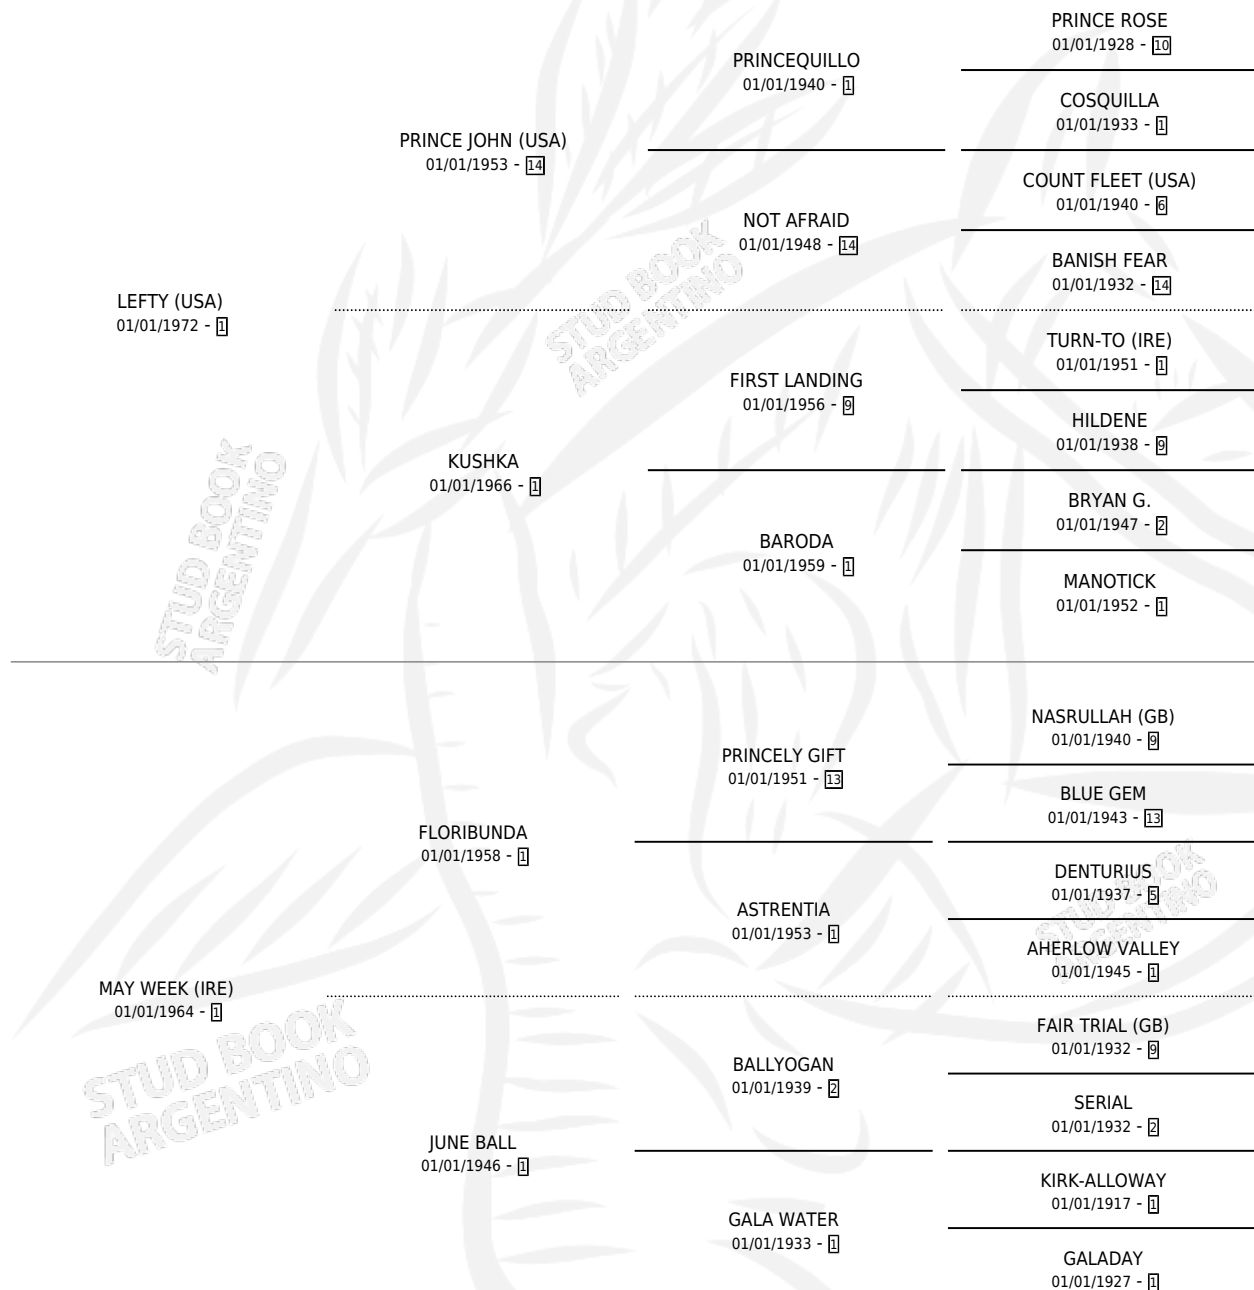 PRINCE ROSE
01/01/1928 - 10
PRINCEQUILLO
01/01/1940 - 1
COSQUILLA
01/01/1933 - 1
PRINCE JOHN (USA)
01/01/1953 - 14
COUNT FLEET (USA)
01/01/1940 - 6
NOT AFRAID
01/01/1948 - 14
BANISH FEAR
01/01/1932 - 14
LEFTY (USA)
01/01/1972 - 1
STUD BOOK
ARGENTINO
TURN-TO (IRE)
01/01/1951 - 1
FIRST LANDING
01/01/1956 - 9
HILDENE
01/01/1938 - 9
KUSHKA
01/01/1966 - 1
BRYAN G.
01/01/1947 - 2
BARODA
01/01/1959 - 1
MANOTICK
01/01/1952 - 1
STUD BOOK
ARGENTINO
NASRULLAH (GB)
01/01/1940 - 9
PRINCELY GIFT
01/01/1951 - 13
BLUE GEM
01/01/1943 - 13
FLORIBUNDA
01/01/1958 - 1
DENTURIUS
01/01/1937 - 5
ASTRENTIA
01/01/1953 - 1
AHERLOW VALLEY
01/01/1945 - 1
STUD BOOK
ARGENTINO
MAY WEEK (IRE)
01/01/1964 - 1
FAIR TRIAL (GB)
01/01/1932 - 9
BALLYOGAN
01/01/1939 - 2
SERIAL
01/01/1932 - 2
STUD BOOK
ARGENTINO
JUNE BALL
01/01/1946 - 1
KIRK-ALLOWAY
01/01/1917 - 1
GALA WATER
01/01/1933 - 1
GALADAY
01/01/1927 - 1